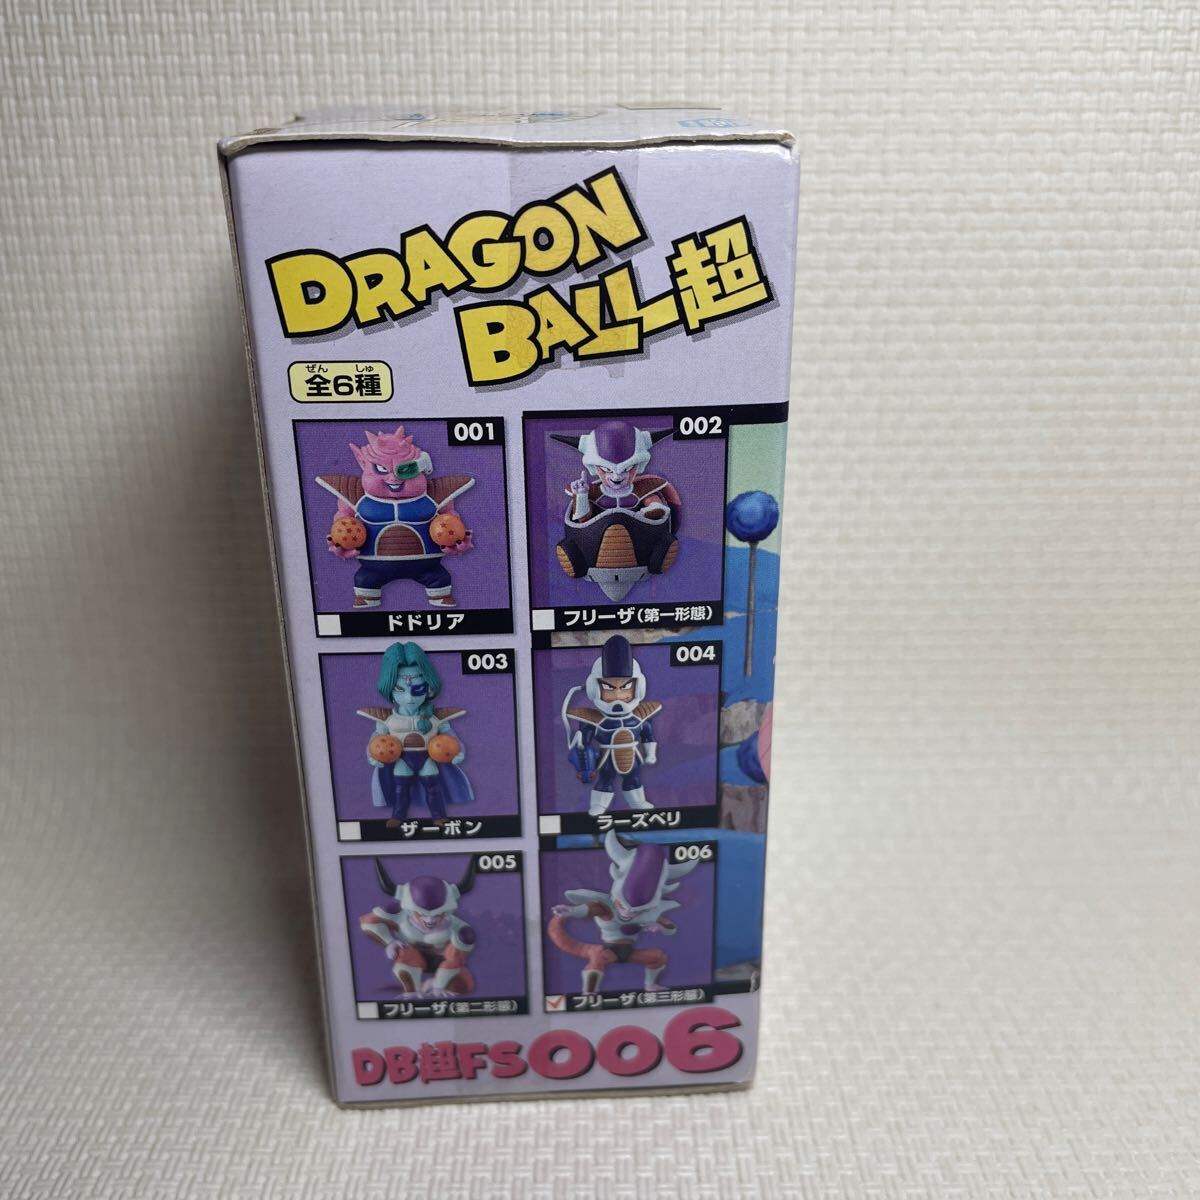 DRAGON
BALL超
ぜん しゅ
全6種
001
002
ドドリア
フリーザ(第一形態)
003
004
ザーボン
ラーズベリ
005
006
フリーザ(第二形態)
フリーザ(第三形態)
DB超FS006